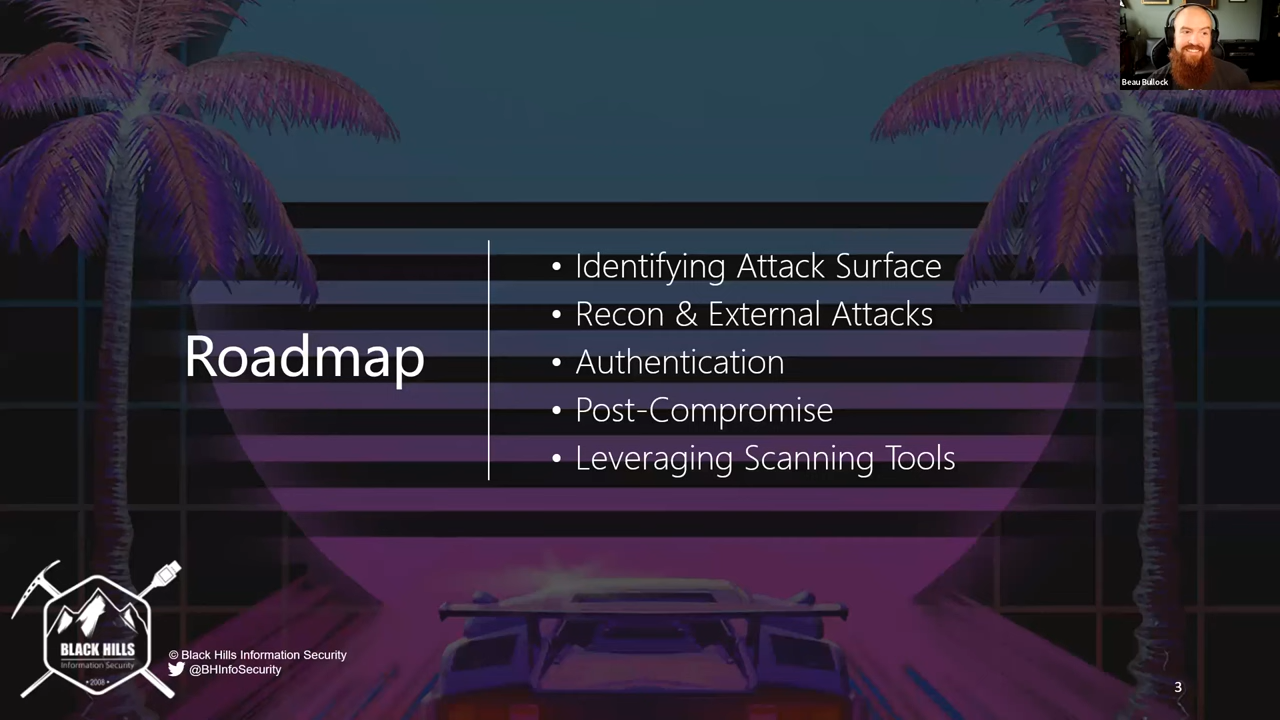 Beau Bullock
Roadmap
• Identifying Attack Surface
• Recon & External Attacks
• Authentication
• Post-Compromise
• Leveraging Scanning Tools
BLACK HILLS
Information Security
• 2008 •
© Black Hills Information Security
@BHInfoSecurity
3